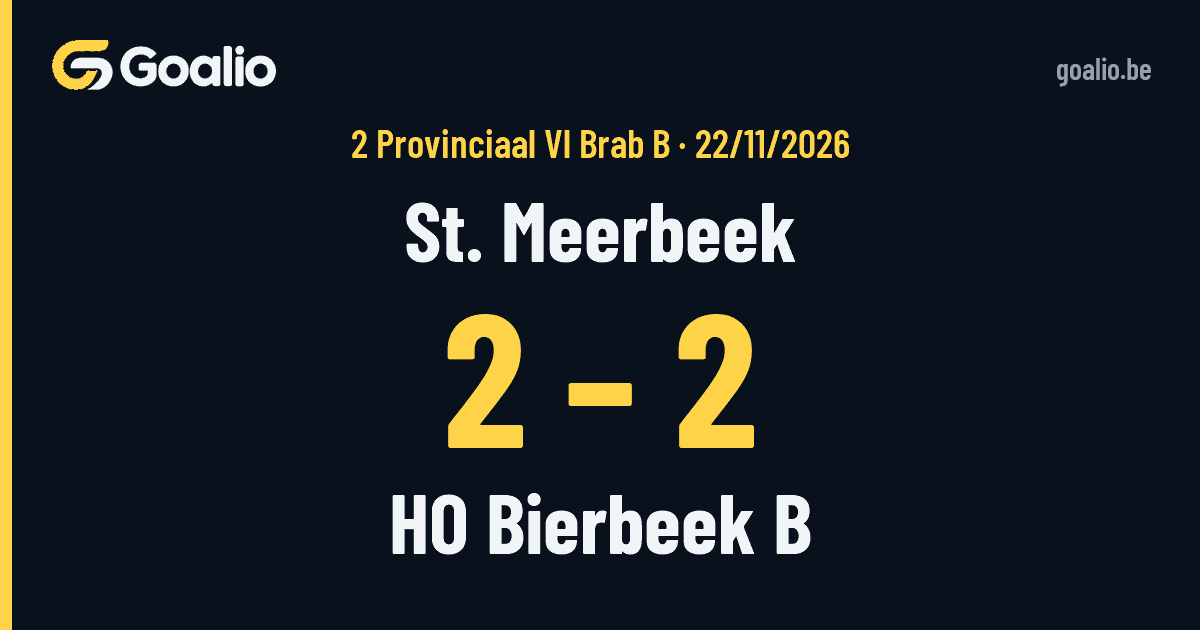 Goalio
goalio.be
2 Provinciaal Vl Brab B · 22/11/2026
St. Meerbeek
2 - 2
HO Bierbeek B